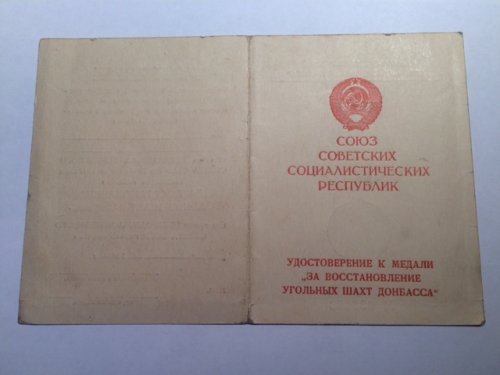 СОЮЗ
СОВЕТСКИХ
СОЦИАЛИСТИЧЕСКИХ
РЕСПУБЛИК
УДОСТОВЕРЕНИЕ К МЕДАЛИ
„ЗА ВОССТАНОВЛЕНИЕ
УГОЛЬНЫХ ШАХТ ДОНБАССА“